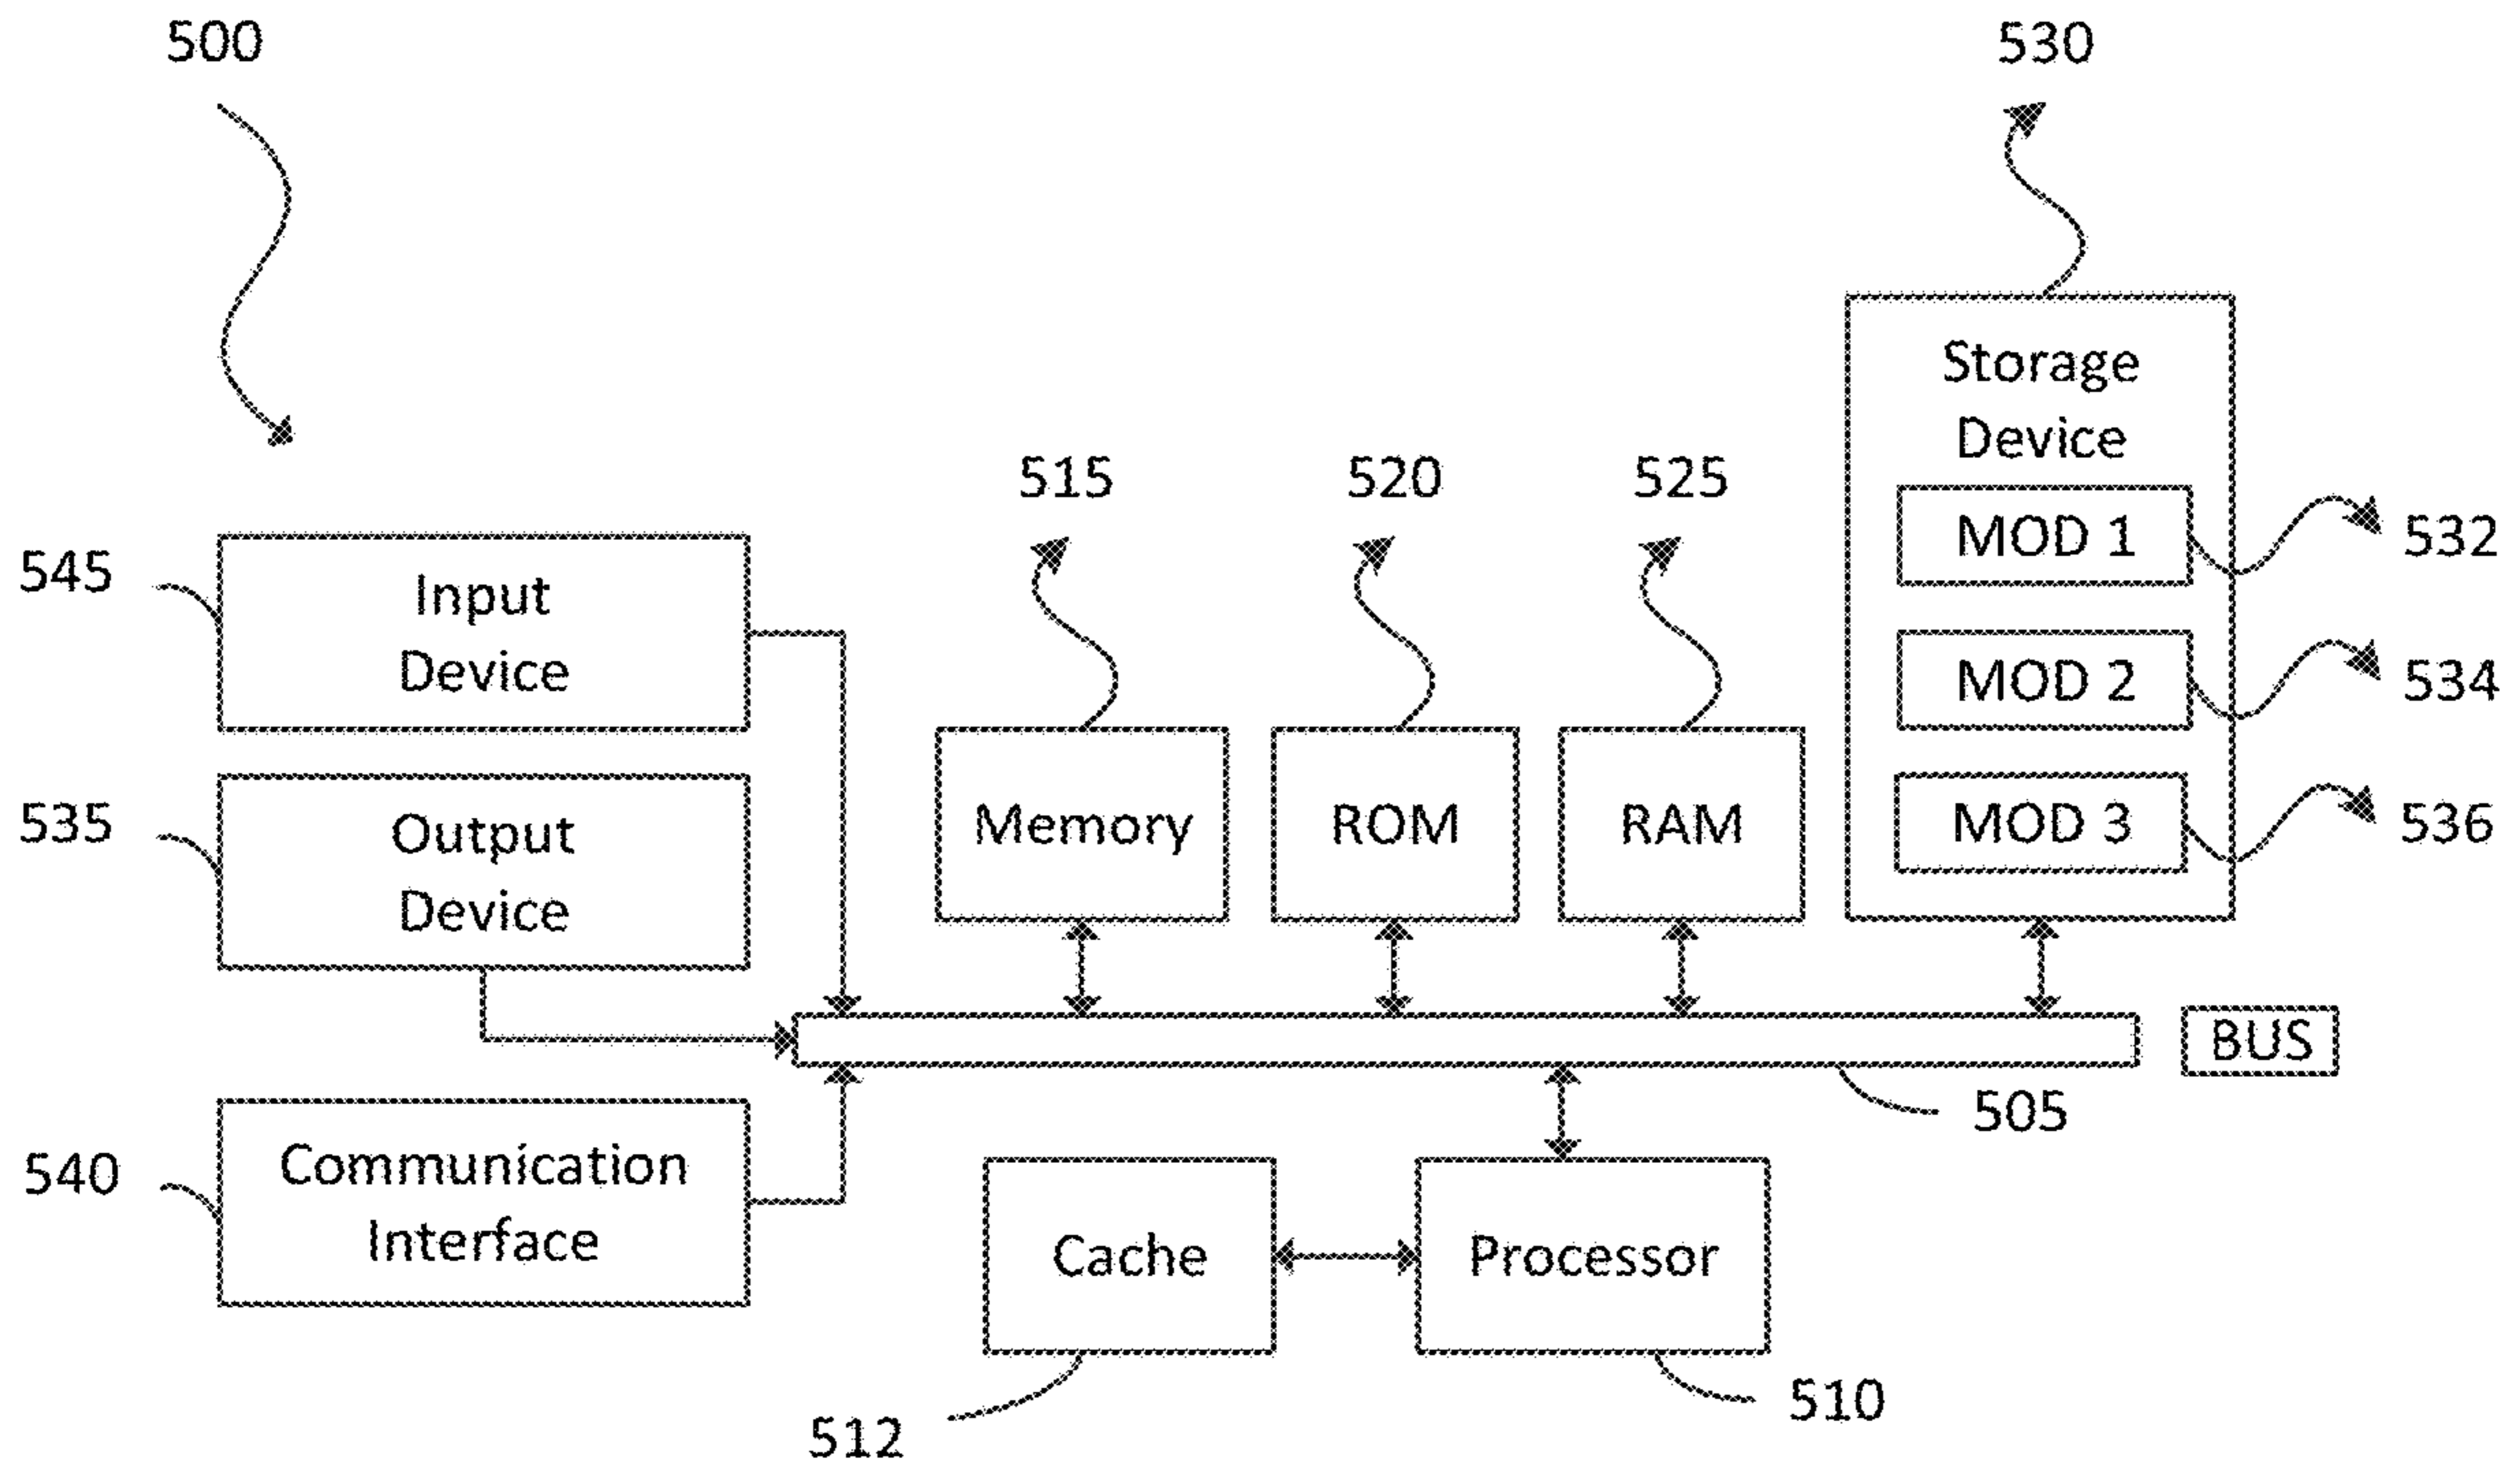 500
530
Storage
Device
515
520
525
MOD 1
532
545
Input
Device
MOD 2
534
535
Output
Device
Memory
ROM
RAM
MOD 3
536
BUS
505
540
Communication
Interface
Cache
Processor
512
510